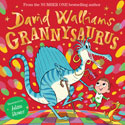 From the NUMBER ONE bestselling author
David Walliams
GRANNYSAURUS
Adam Stower